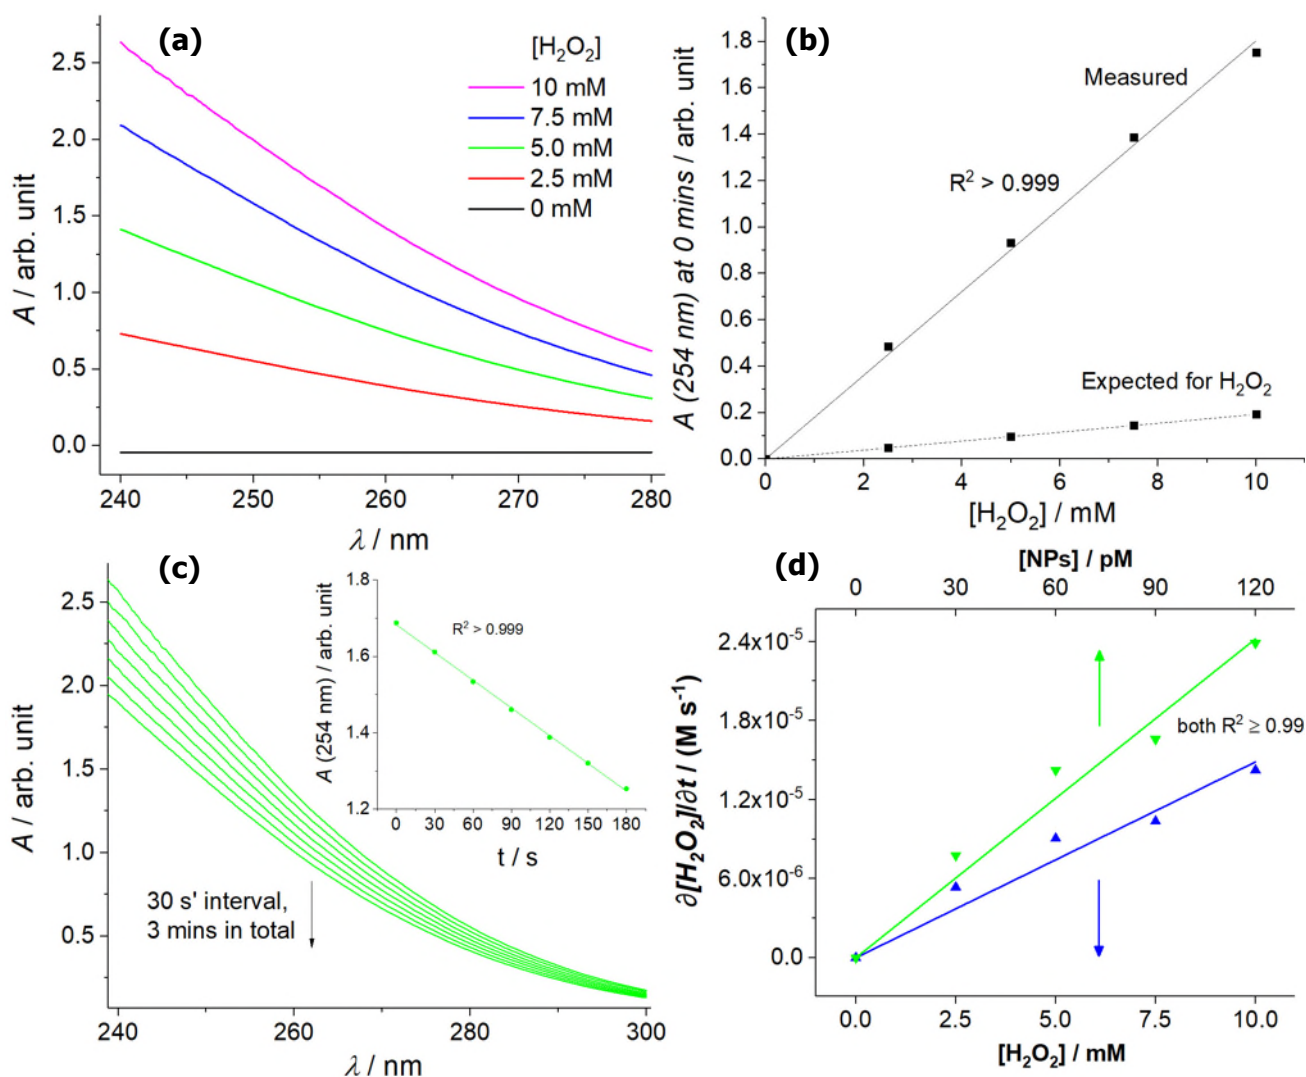 (a)
[H₂O₂]
10 mM
7.5 mM
5.0 mM
2.5 mM
0 mM
A / arb. unit
2.5
2.0
1.5
1.0
0.5
0.0
240 250 260 270 280
λ / nm
(b)
Measured
R² > 0.999
Expected for H₂O₂
A (254 nm) at 0 mins / arb. unit
1.8
1.6
1.4
1.2
1.0
0.8
0.6
0.4
0.2
0.0
0 2 4 6 8 10
[H₂O₂] / mM
(c)
A / arb. unit
2.5
2.0
1.5
1.0
0.5
240 260 280 300
λ / nm
30 s' interval,
3 mins in total
A (254 nm) / arb. unit
1.8
1.6
1.4
1.2
R² > 0.999
0 30 60 90 120 150 180
t / s
(d)
[NPs] / pM
0 30 60 90 120
∂[H₂O₂]/∂t / (M s⁻¹)
2.4x10⁻⁵
1.8x10⁻⁵
1.2x10⁻⁵
6.0x10⁻⁶
0.0
both R² ≥ 0.99
0.0 2.5 5.0 7.5 10.0
[H₂O₂] / mM